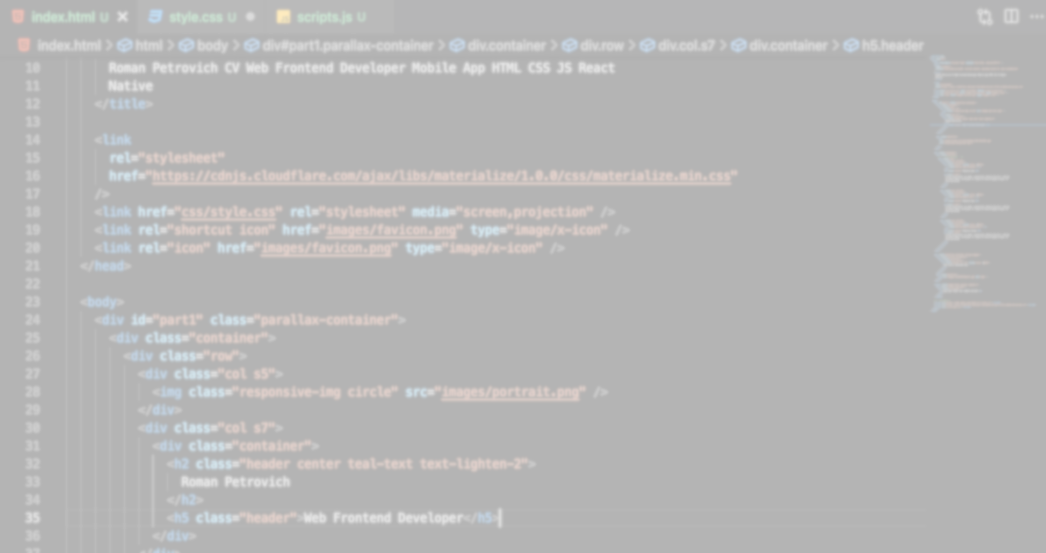 index.html U ×
style.css U ●
scripts.js U
index.html > html > body > div#part1.parallax-container > div.container > div.row > div.col.s7 > div.container > h5.header
10 Roman Petrovich CV Web Frontend Developer Mobile App HTML CSS JS React
11 Native
12 </title>
13
14 <link
15 rel="stylesheet"
16 href="https://cdnjs.cloudflare.com/ajax/libs/materialize/1.0.0/css/materialize.min.css"
17 />
18 <link href="css/style.css" rel="stylesheet" media="screen,projection" />
19 <link rel="shortcut icon" href="images/favicon.png" type="image/x-icon" />
20 <link rel="icon" href="images/favicon.png" type="image/x-icon" />
21 </head>
22
23 <body>
24 <div id="part1" class="parallax-container">
25 <div class="container">
26 <div class="row">
27 <div class="col s5">
28 <img class="responsive-img circle" src="images/portrait.png" />
29 </div>
30 <div class="col s7">
31 <div class="container">
32 <h2 class="header center teal-text text-lighten-2">
33 Roman Petrovich
34 </h2>
35 <h5 class="header">Web Frontend Developer</h5>
36 </div>
37 </div>